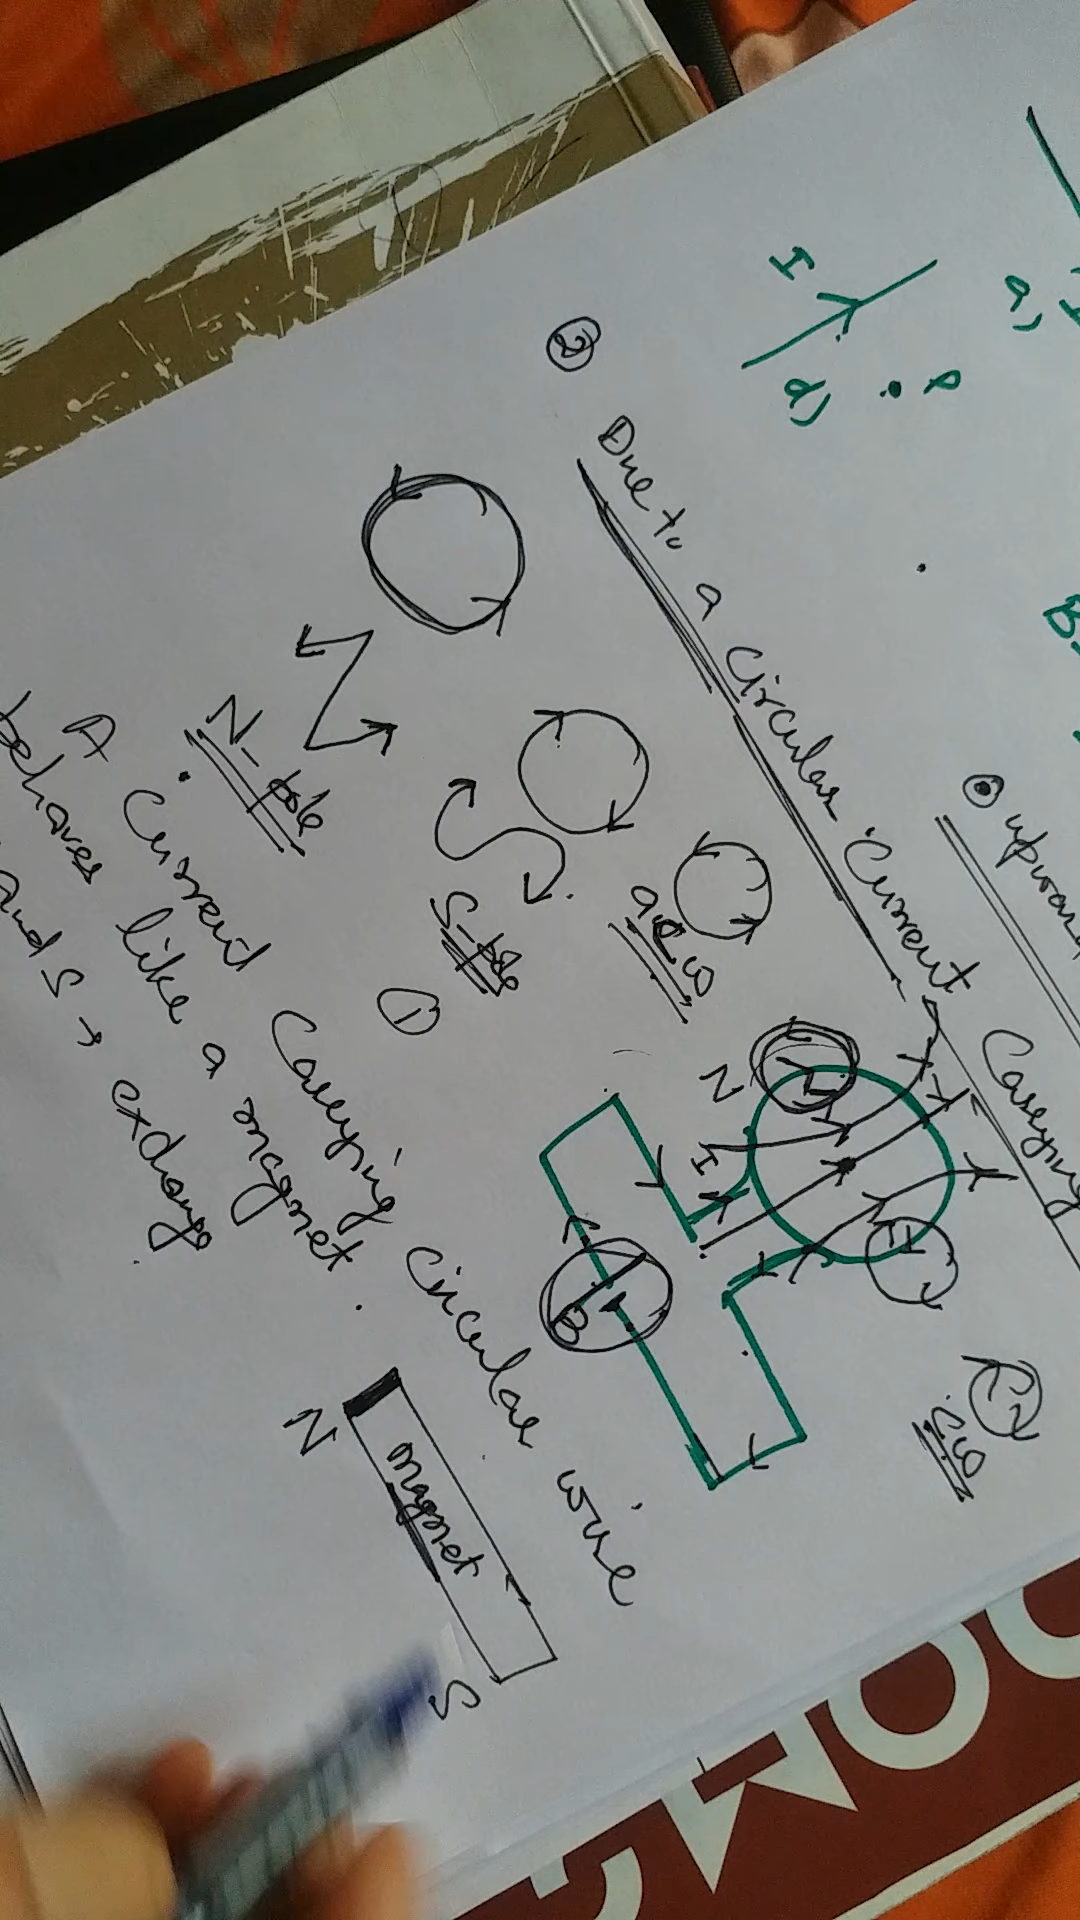 I
a)
d)
• P
B
⊙ upward
② Due to a circular current carrying
acw
cw
N
I
B
N-pole
S-pole
①
A current carrying circular wire
behaves like a magnet.
and S → exchange
N
magnet
S